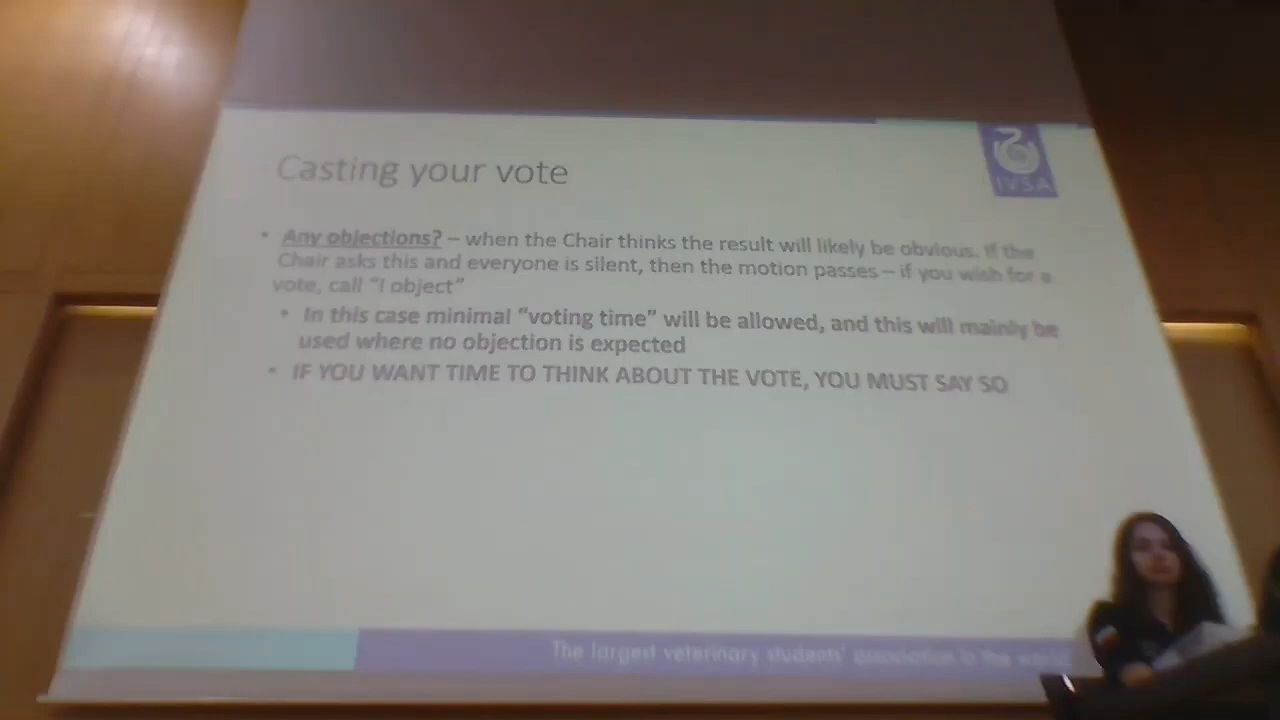 IVSA
Casting your vote
• Any objections? – when the Chair thinks the result will likely be obvious. If the
Chair asks this and everyone is silent, then the motion passes – if you wish for a
vote, call "I object"
• In this case minimal "voting time" will be allowed, and this will mainly be
used where no objection is expected
• IF YOU WANT TIME TO THINK ABOUT THE VOTE, YOU MUST SAY SO
The largest veterinary students' association in the world